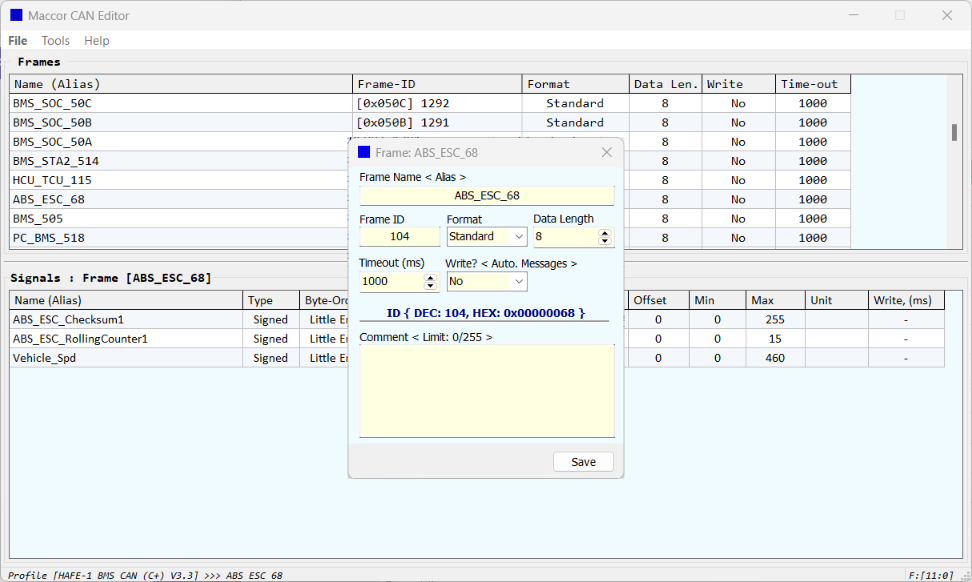 Maccor CAN Editor
File Tools Help
Frames
Name (Alias) Frame-ID Format Data Len. Write Time-out
BMS_SOC_50C [0x050C] 1292 Standard 8 No 1000
BMS_SOC_50B [0x050B] 1291 Standard 8 No 1000
BMS_SOC_50A 8 No 1000
BMS_STA2_514 8 No 1000
HCU_TCU_115 8 No 1000
ABS_ESC_68 8 No 1000
BMS_505 8 No 1000
PC_BMS_518 8 No 1000
Frame: ABS_ESC_68
Frame Name < Alias >
ABS_ESC_68
Frame ID Format Data Length
104 Standard 8
Timeout (ms) Write? < Auto. Messages >
1000 No
ID { DEC: 104, HEX: 0x00000068 }
Comment < Limit: 0/255 >
Save
Signals : Frame [ABS_ESC_68]
Name (Alias) Type Byte-Ord Offset Min Max Unit Write, (ms)
ABS_ESC_Checksum1 Signed Little E 0 0 255 -
ABS_ESC_RollingCounter1 Signed Little E 0 0 15 -
Vehicle_Spd Signed Little E 0 0 460 -
Profile [HAFE-1 BMS CAN (C+) V3.3] >>> ABS ESC 68 F:[11:0]